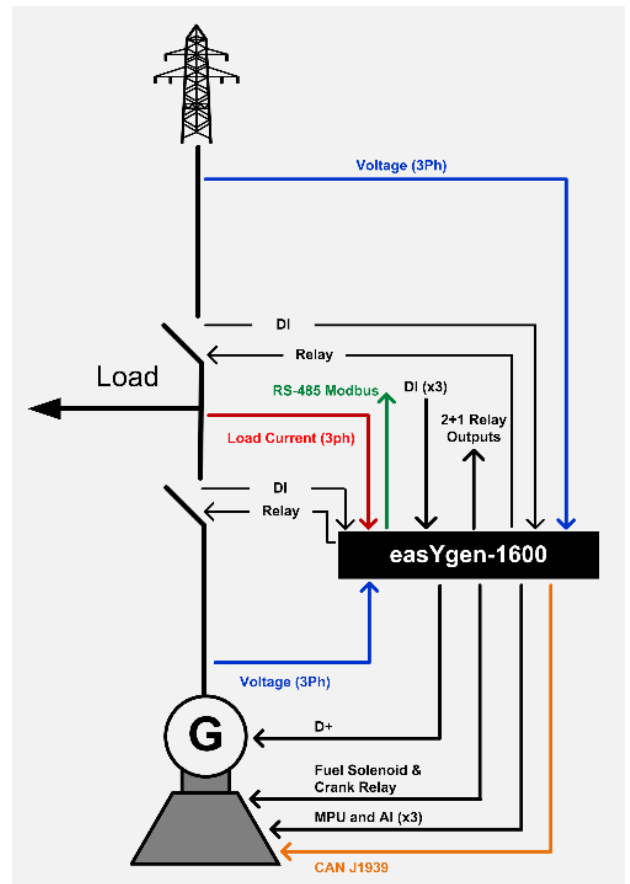 Voltage (3Ph)
DI
Relay
Load
RS-485 Modbus
DI (x3)
2+1 Relay
Outputs
Load Current (3ph)
DI
Relay
easYgen-1600
Voltage (3Ph)
G
D+
Fuel Solenoid &
Crank Relay
MPU and AI (x3)
CAN J1939